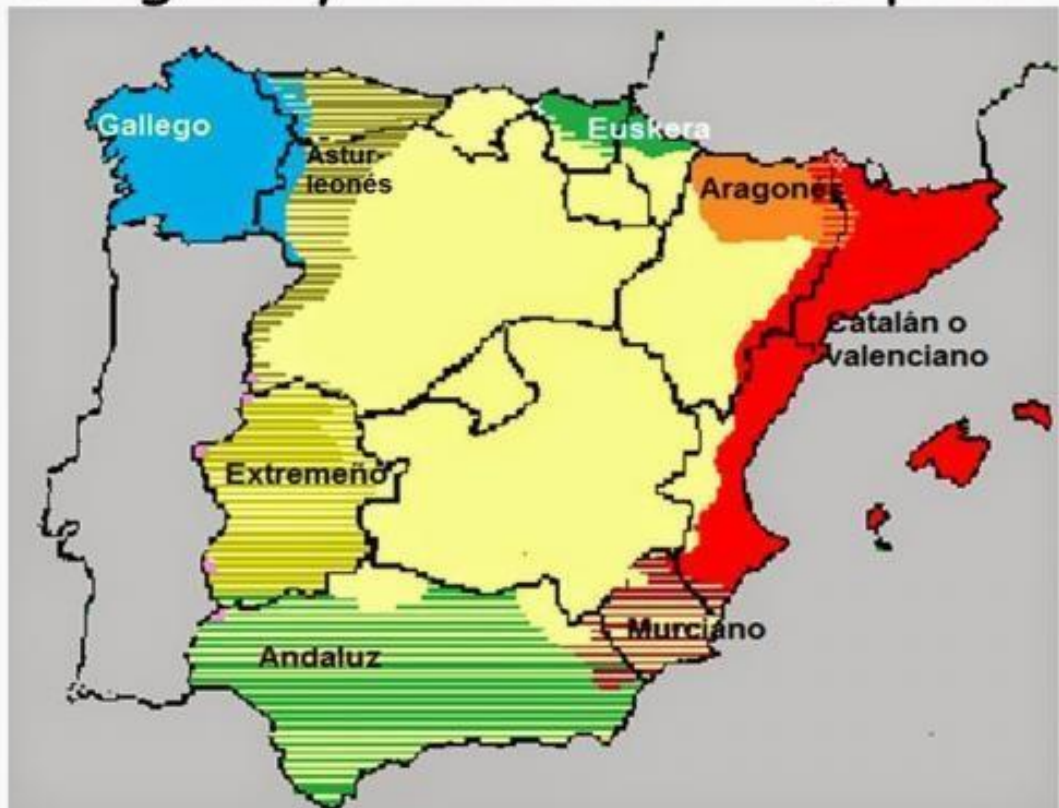 Gallego
Euskera
Astur-
leonés
Aragonés
Catalán o
valenciano
Extremeño
Murciano
Andaluz